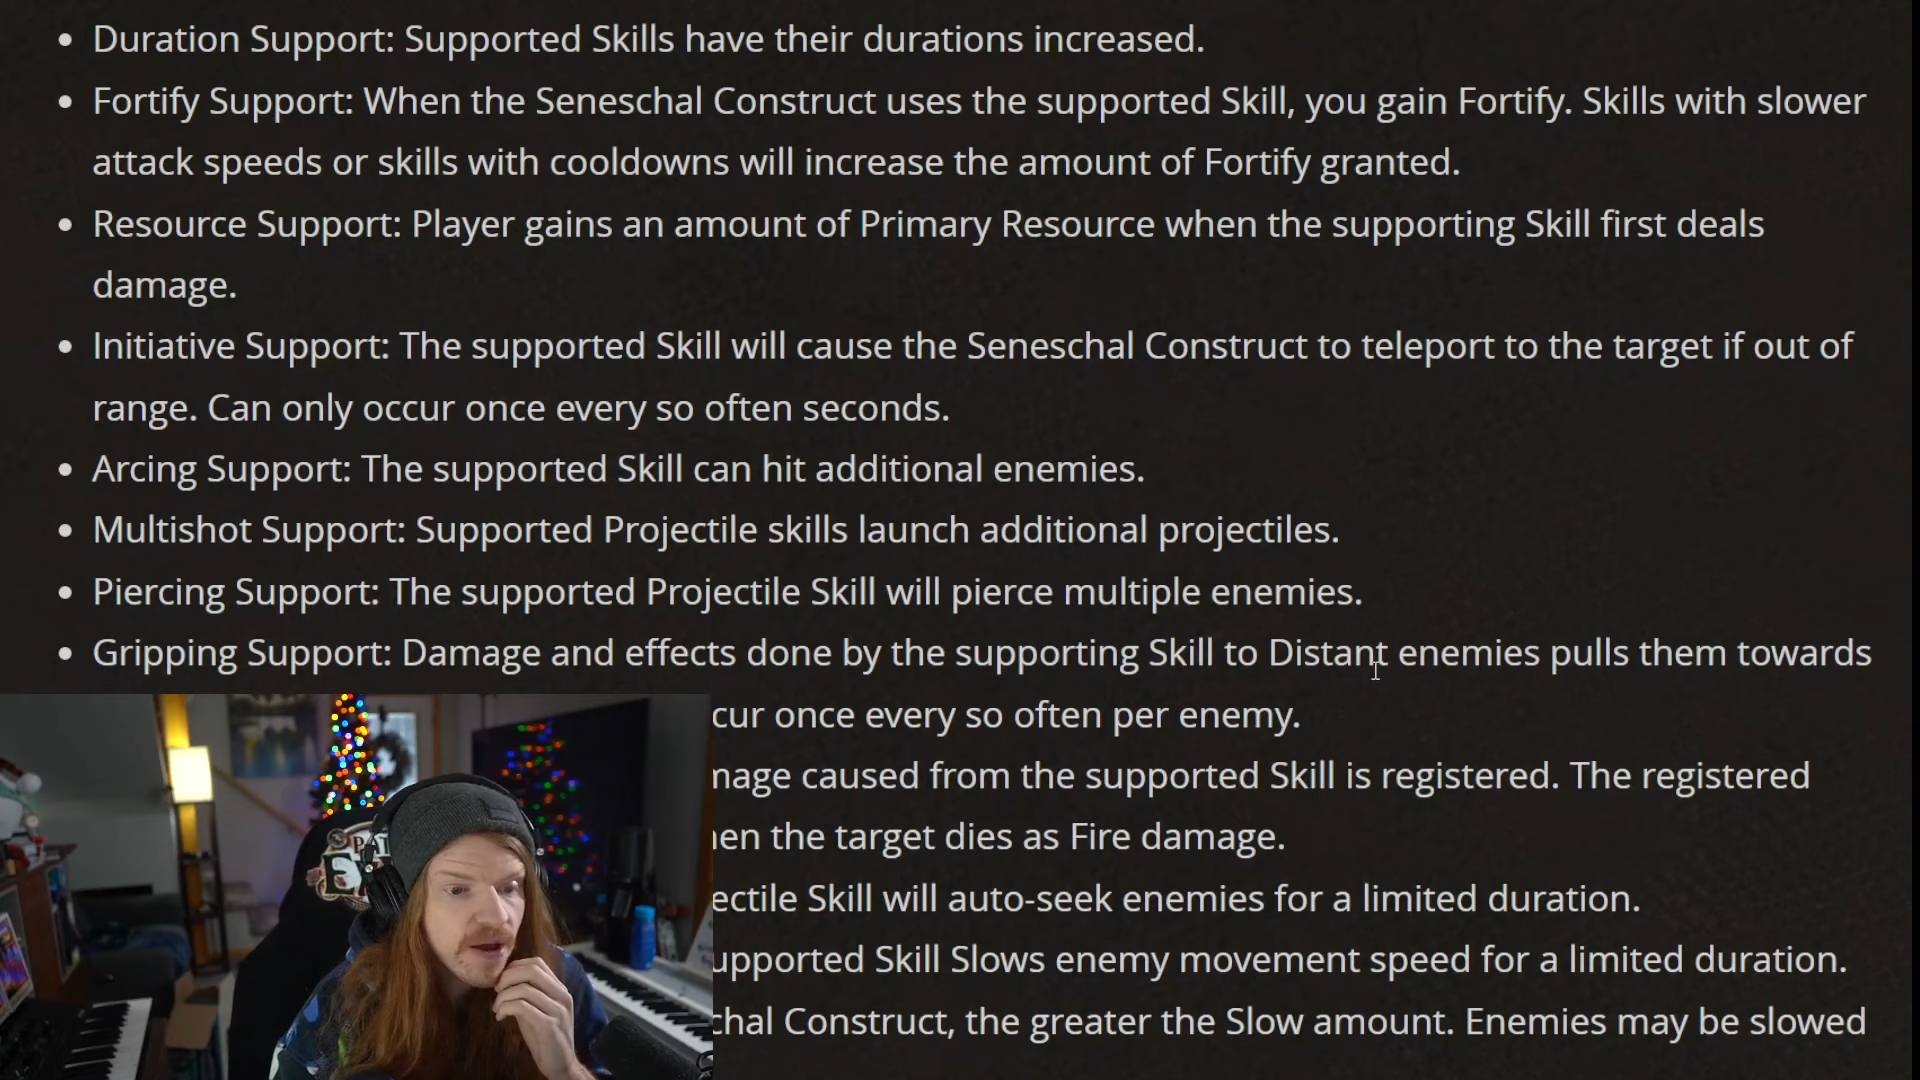 Duration Support: Supported Skills have their durations increased.
Fortify Support: When the Seneschal Construct uses the supported Skill, you gain Fortify. Skills with slower
attack speeds or skills with cooldowns will increase the amount of Fortify granted.
Resource Support: Player gains an amount of Primary Resource when the supporting Skill first deals
damage.
Initiative Support: The supported Skill will cause the Seneschal Construct to teleport to the target if out of
range. Can only occur once every so often seconds.
Arcing Support: The supported Skill can hit additional enemies.
Multishot Support: Supported Projectile skills launch additional projectiles.
Piercing Support: The supported Projectile Skill will pierce multiple enemies.
Gripping Support: Damage and effects done by the supporting Skill to Distant enemies pulls them towards
cur once every so often per enemy.
mage caused from the supported Skill is registered. The registered
en the target dies as Fire damage.
ectile Skill will auto-seek enemies for a limited duration.
upported Skill Slows enemy movement speed for a limited duration.
chal Construct, the greater the Slow amount. Enemies may be slowed